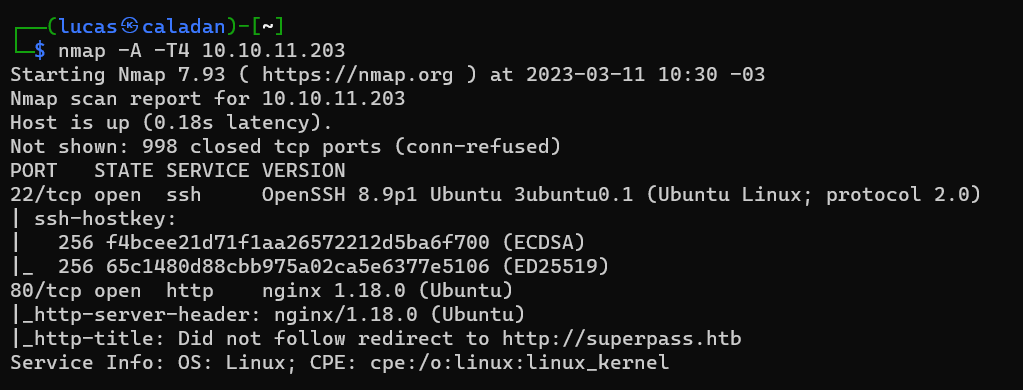 ┌──(lucas㉿caladan)-[~]
└─$ nmap -A -T4 10.10.11.203
Starting Nmap 7.93 ( https://nmap.org ) at 2023-03-11 10:30 -03
Nmap scan report for 10.10.11.203
Host is up (0.18s latency).
Not shown: 998 closed tcp ports (conn-refused)
PORT   STATE SERVICE VERSION
22/tcp open  ssh     OpenSSH 8.9p1 Ubuntu 3ubuntu0.1 (Ubuntu Linux; protocol 2.0)
| ssh-hostkey:
|   256 f4bcee21d71f1aa26572212d5ba6f700 (ECDSA)
|_  256 65c1480d88cbb975a02ca5e6377e5106 (ED25519)
80/tcp open  http    nginx 1.18.0 (Ubuntu)
|_http-server-header: nginx/1.18.0 (Ubuntu)
|_http-title: Did not follow redirect to http://superpass.htb
Service Info: OS: Linux; CPE: cpe:/o:linux:linux_kernel